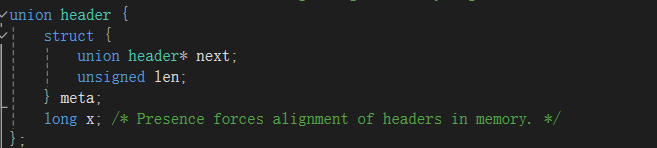 union header {
struct {
union header* next;
unsigned len;
} meta;
long x; /* Presence forces alignment of headers in memory. */
};